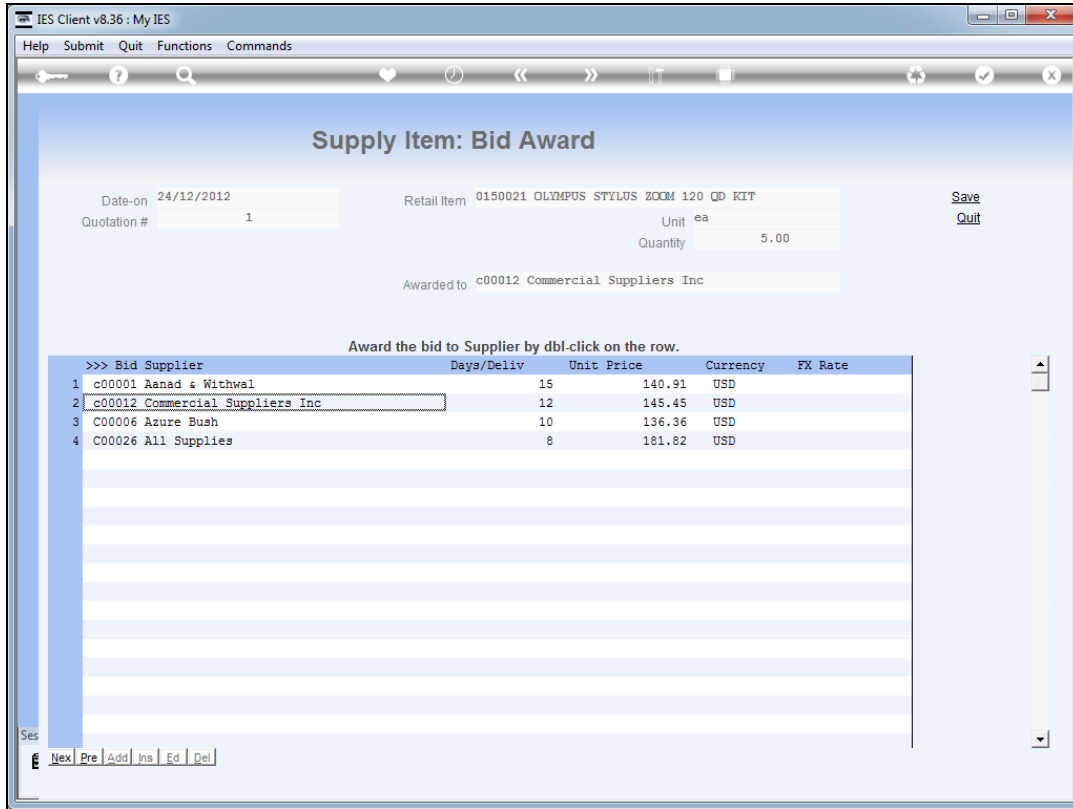 IES Client v8.36 : My IES
Help Submit Quit Functions Commands
Supply Item: Bid Award
Date-on 24/12/2012 Retail Item 0150021 OLYMPUS STYLUS ZOOM 120 QD KIT Save
Quotation # 1 Unit ea Quit
Quantity 5.00
Awarded to c00012 Commercial Suppliers Inc
Award the bid to Supplier by dbl-click on the row.
>>> Bid Supplier Days/Deliv Unit Price Currency FX Rate
1 c00001 Aanad & Withwal 15 140.91 USD
2 c00012 Commercial Suppliers Inc 12 145.45 USD
3 C00006 Azure Bush 10 136.36 USD
4 C00026 All Supplies 8 181.82 USD
Ses
Nex Pre Add Ins Ed Del